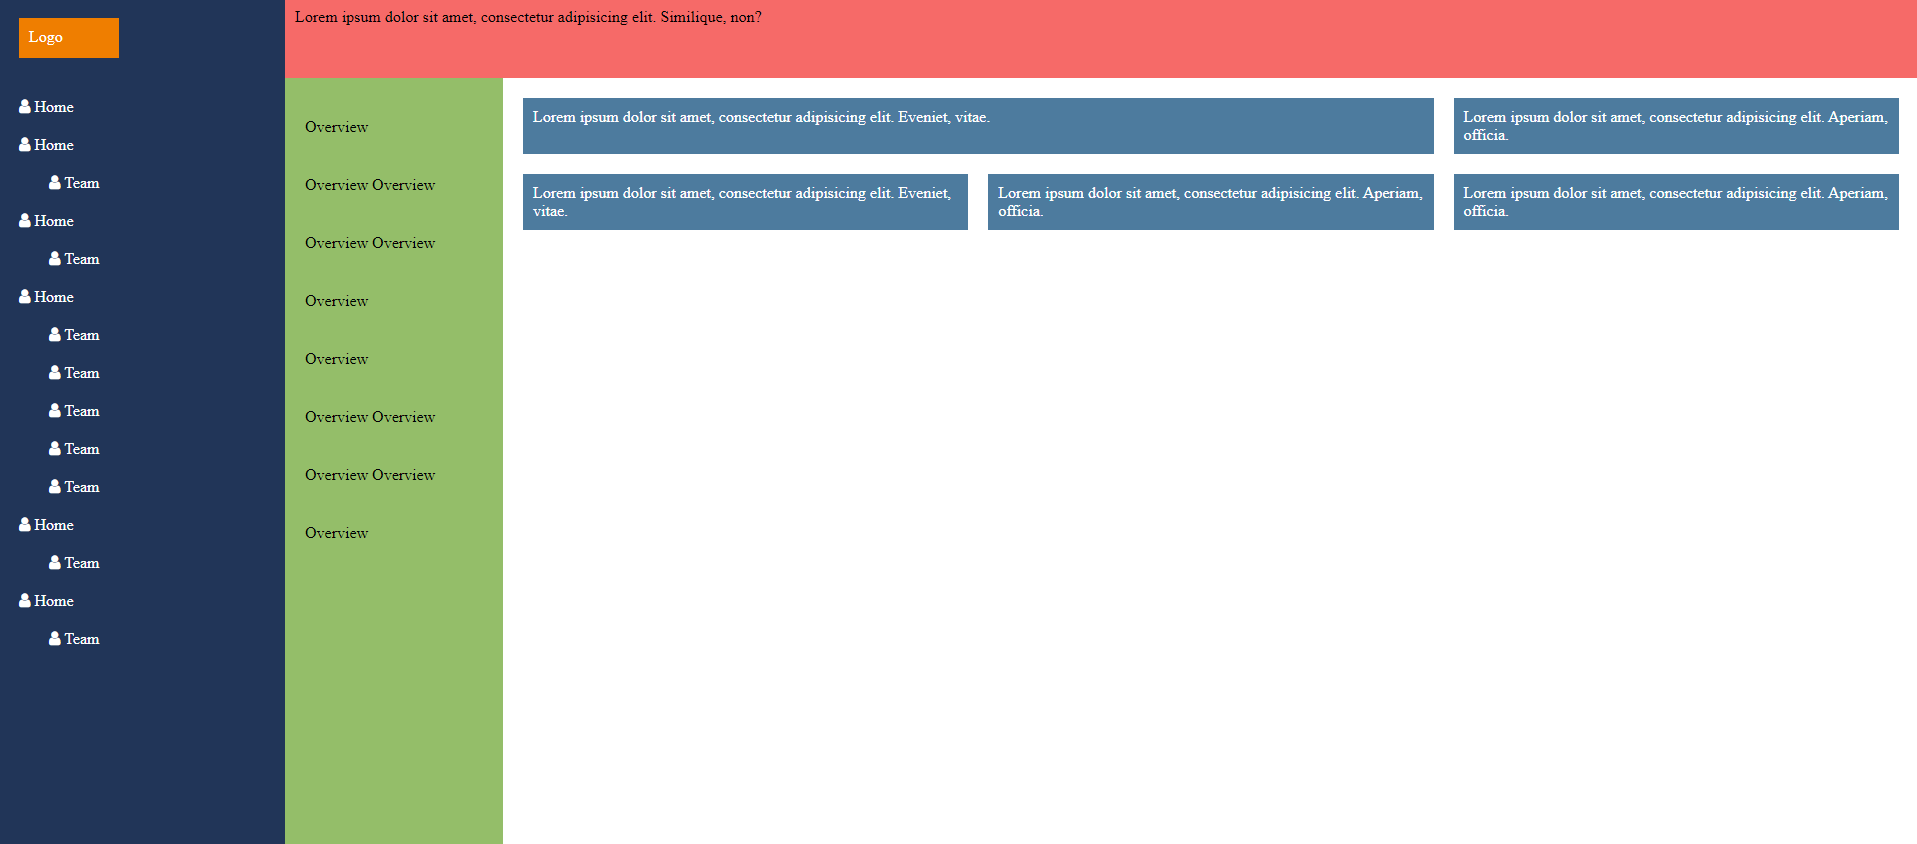 Logo
Home
Home
Team
Home
Team
Home
Team
Team
Team
Team
Team
Home
Team
Home
Team
Lorem ipsum dolor sit amet, consectetur adipisicing elit. Similique, non?
Overview
Overview Overview
Overview Overview
Overview
Overview
Overview Overview
Overview Overview
Overview
Lorem ipsum dolor sit amet, consectetur adipisicing elit. Eveniet, vitae.
Lorem ipsum dolor sit amet, consectetur adipisicing elit. Aperiam,
officia.
Lorem ipsum dolor sit amet, consectetur adipisicing elit. Eveniet,
vitae.
Lorem ipsum dolor sit amet, consectetur adipisicing elit. Aperiam,
officia.
Lorem ipsum dolor sit amet, consectetur adipisicing elit. Aperiam,
officia.